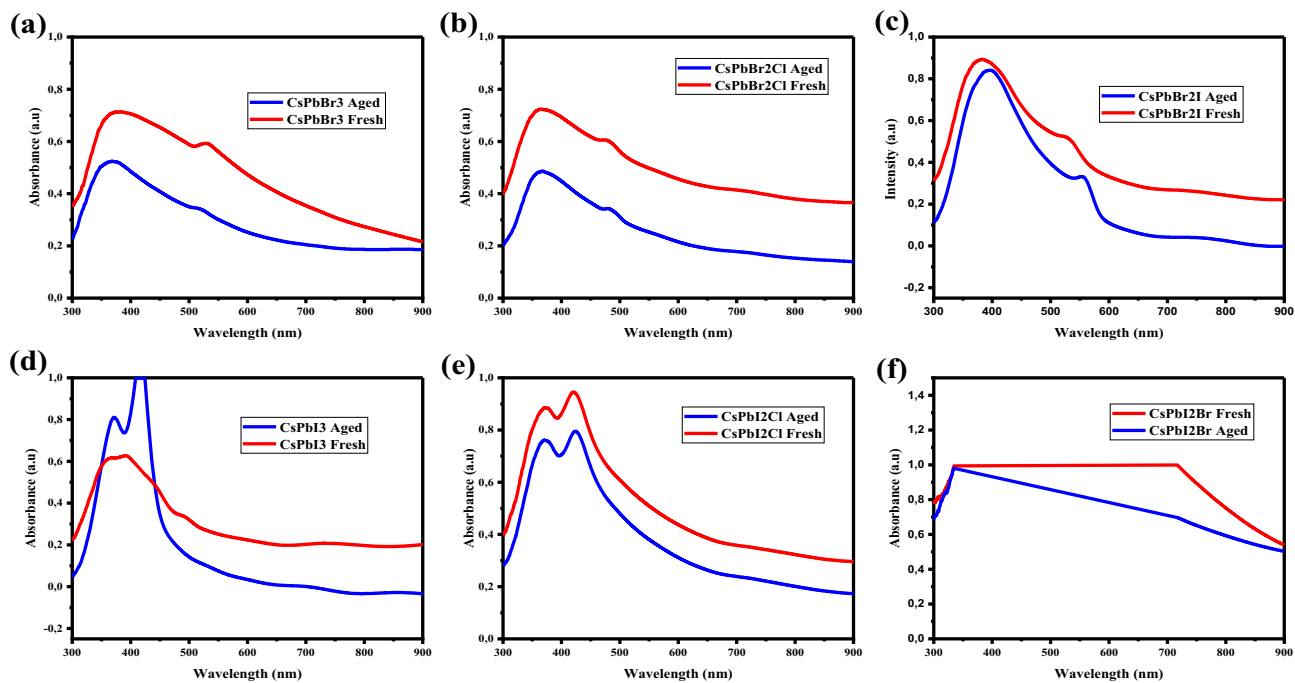 (a)
1,0
0,8
0,6
0,4
0,2
0,0
Absorbance (a.u)
CsPbBr3 Aged
CsPbBr3 Fresh
300 400 500 600 700 800 900
Wavelength (nm)
(b)
1,0
0,8
0,6
0,4
0,2
0,0
Absorbance (a.u)
CsPbBr2Cl Aged
CsPbBr2Cl Fresh
300 400 500 600 700 800 900
Wavelength (nm)
(c)
1,0
0,8
0,6
0,4
0,2
0,0
-0,2
Intensity (a.u)
CsPbBr2I Aged
CsPbBr2I Fresh
300 400 500 600 700 800 900
Wavelength (nm)
(d)
1,0
0,8
0,6
0,4
0,2
0,0
-0,2
Absorbance (a.u)
CsPbI3 Aged
CsPbI3 Fresh
300 400 500 600 700 800 900
Wavelength (nm)
(e)
1,0
0,8
0,6
0,4
0,2
0,0
Absorbance (a.u)
CsPbI2Cl Aged
CsPbI2Cl Fresh
300 400 500 600 700 800 900
Wavelength (nm)
(f)
1,4
1,2
1,0
0,8
0,6
0,4
0,2
0,0
Absorbance (a.u)
CsPbI2Br Fresh
CsPbI2Br Aged
300 400 500 600 700 800 900
Wavelength (nm)